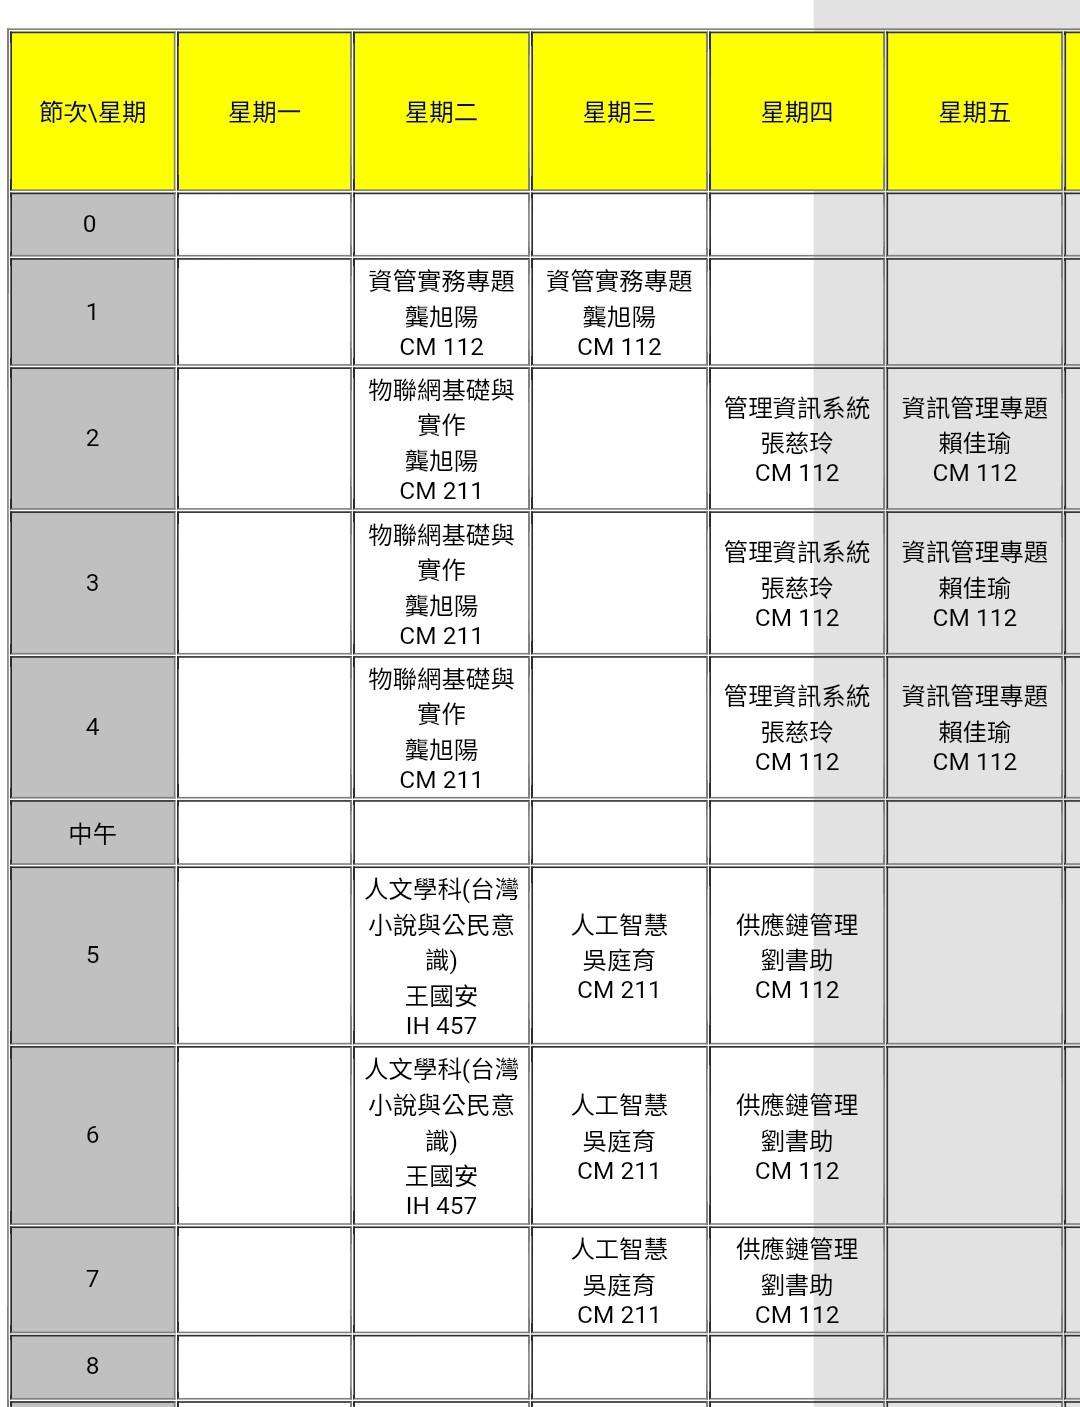 節次\星期 星期一 星期二 星期三 星期四 星期五
0
1
資管實務專題
龔旭陽
CM 112
資管實務專題
龔旭陽
CM 112
2
物聯網基礎與
實作
龔旭陽
CM 211
管理資訊系統
張慈玲
CM 112
資訊管理專題
賴佳瑜
CM 112
3
物聯網基礎與
實作
龔旭陽
CM 211
管理資訊系統
張慈玲
CM 112
資訊管理專題
賴佳瑜
CM 112
4
物聯網基礎與
實作
龔旭陽
CM 211
管理資訊系統
張慈玲
CM 112
資訊管理專題
賴佳瑜
CM 112
中午
5
人文學科(台灣
小說與公民意
識)
王國安
IH 457
人工智慧
吳庭育
CM 211
供應鏈管理
劉書助
CM 112
6
人文學科(台灣
小說與公民意
識)
王國安
IH 457
人工智慧
吳庭育
CM 211
供應鏈管理
劉書助
CM 112
7
人工智慧
吳庭育
CM 211
供應鏈管理
劉書助
CM 112
8